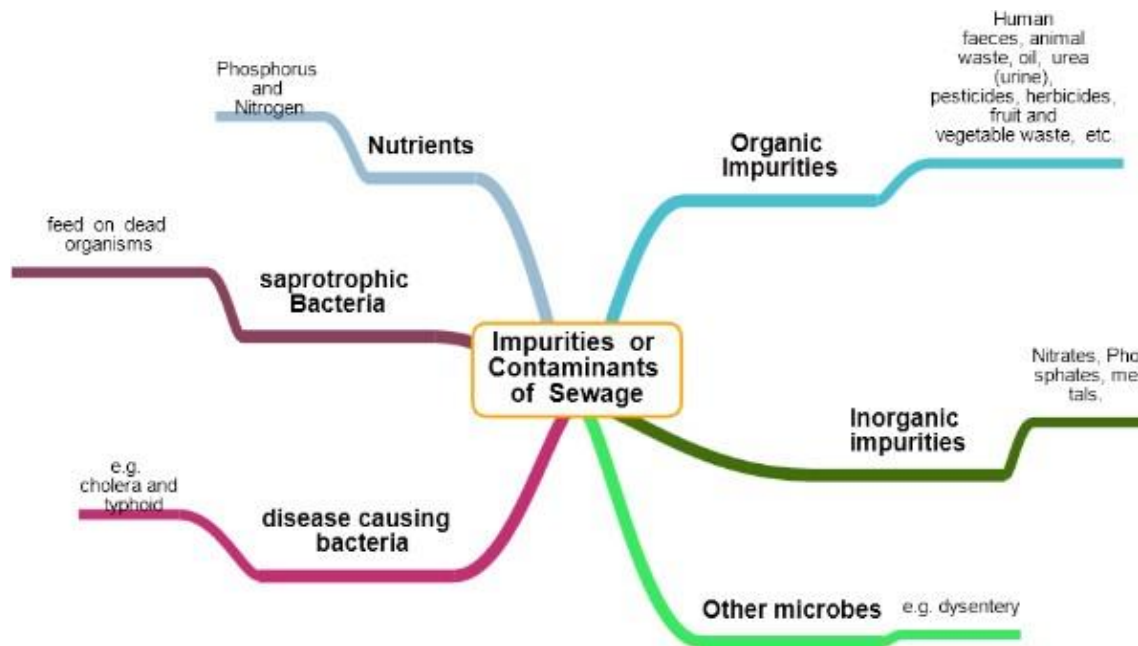 Impurities or
Contaminants
of Sewage
Nutrients
Phosphorus
and
Nitrogen
saprotrophic
Bacteria
feed on dead
organisms
disease causing
bacteria
e.g.
cholera and
typhoid
Organic
Impurities
Human
faeces, animal
waste, oil, urea
(urine),
pesticides, herbicides,
fruit and
vegetable waste, etc.
Inorganic
impurities
Nitrates, Pho
sphates, me
tals.
Other microbes
e.g. dysentery